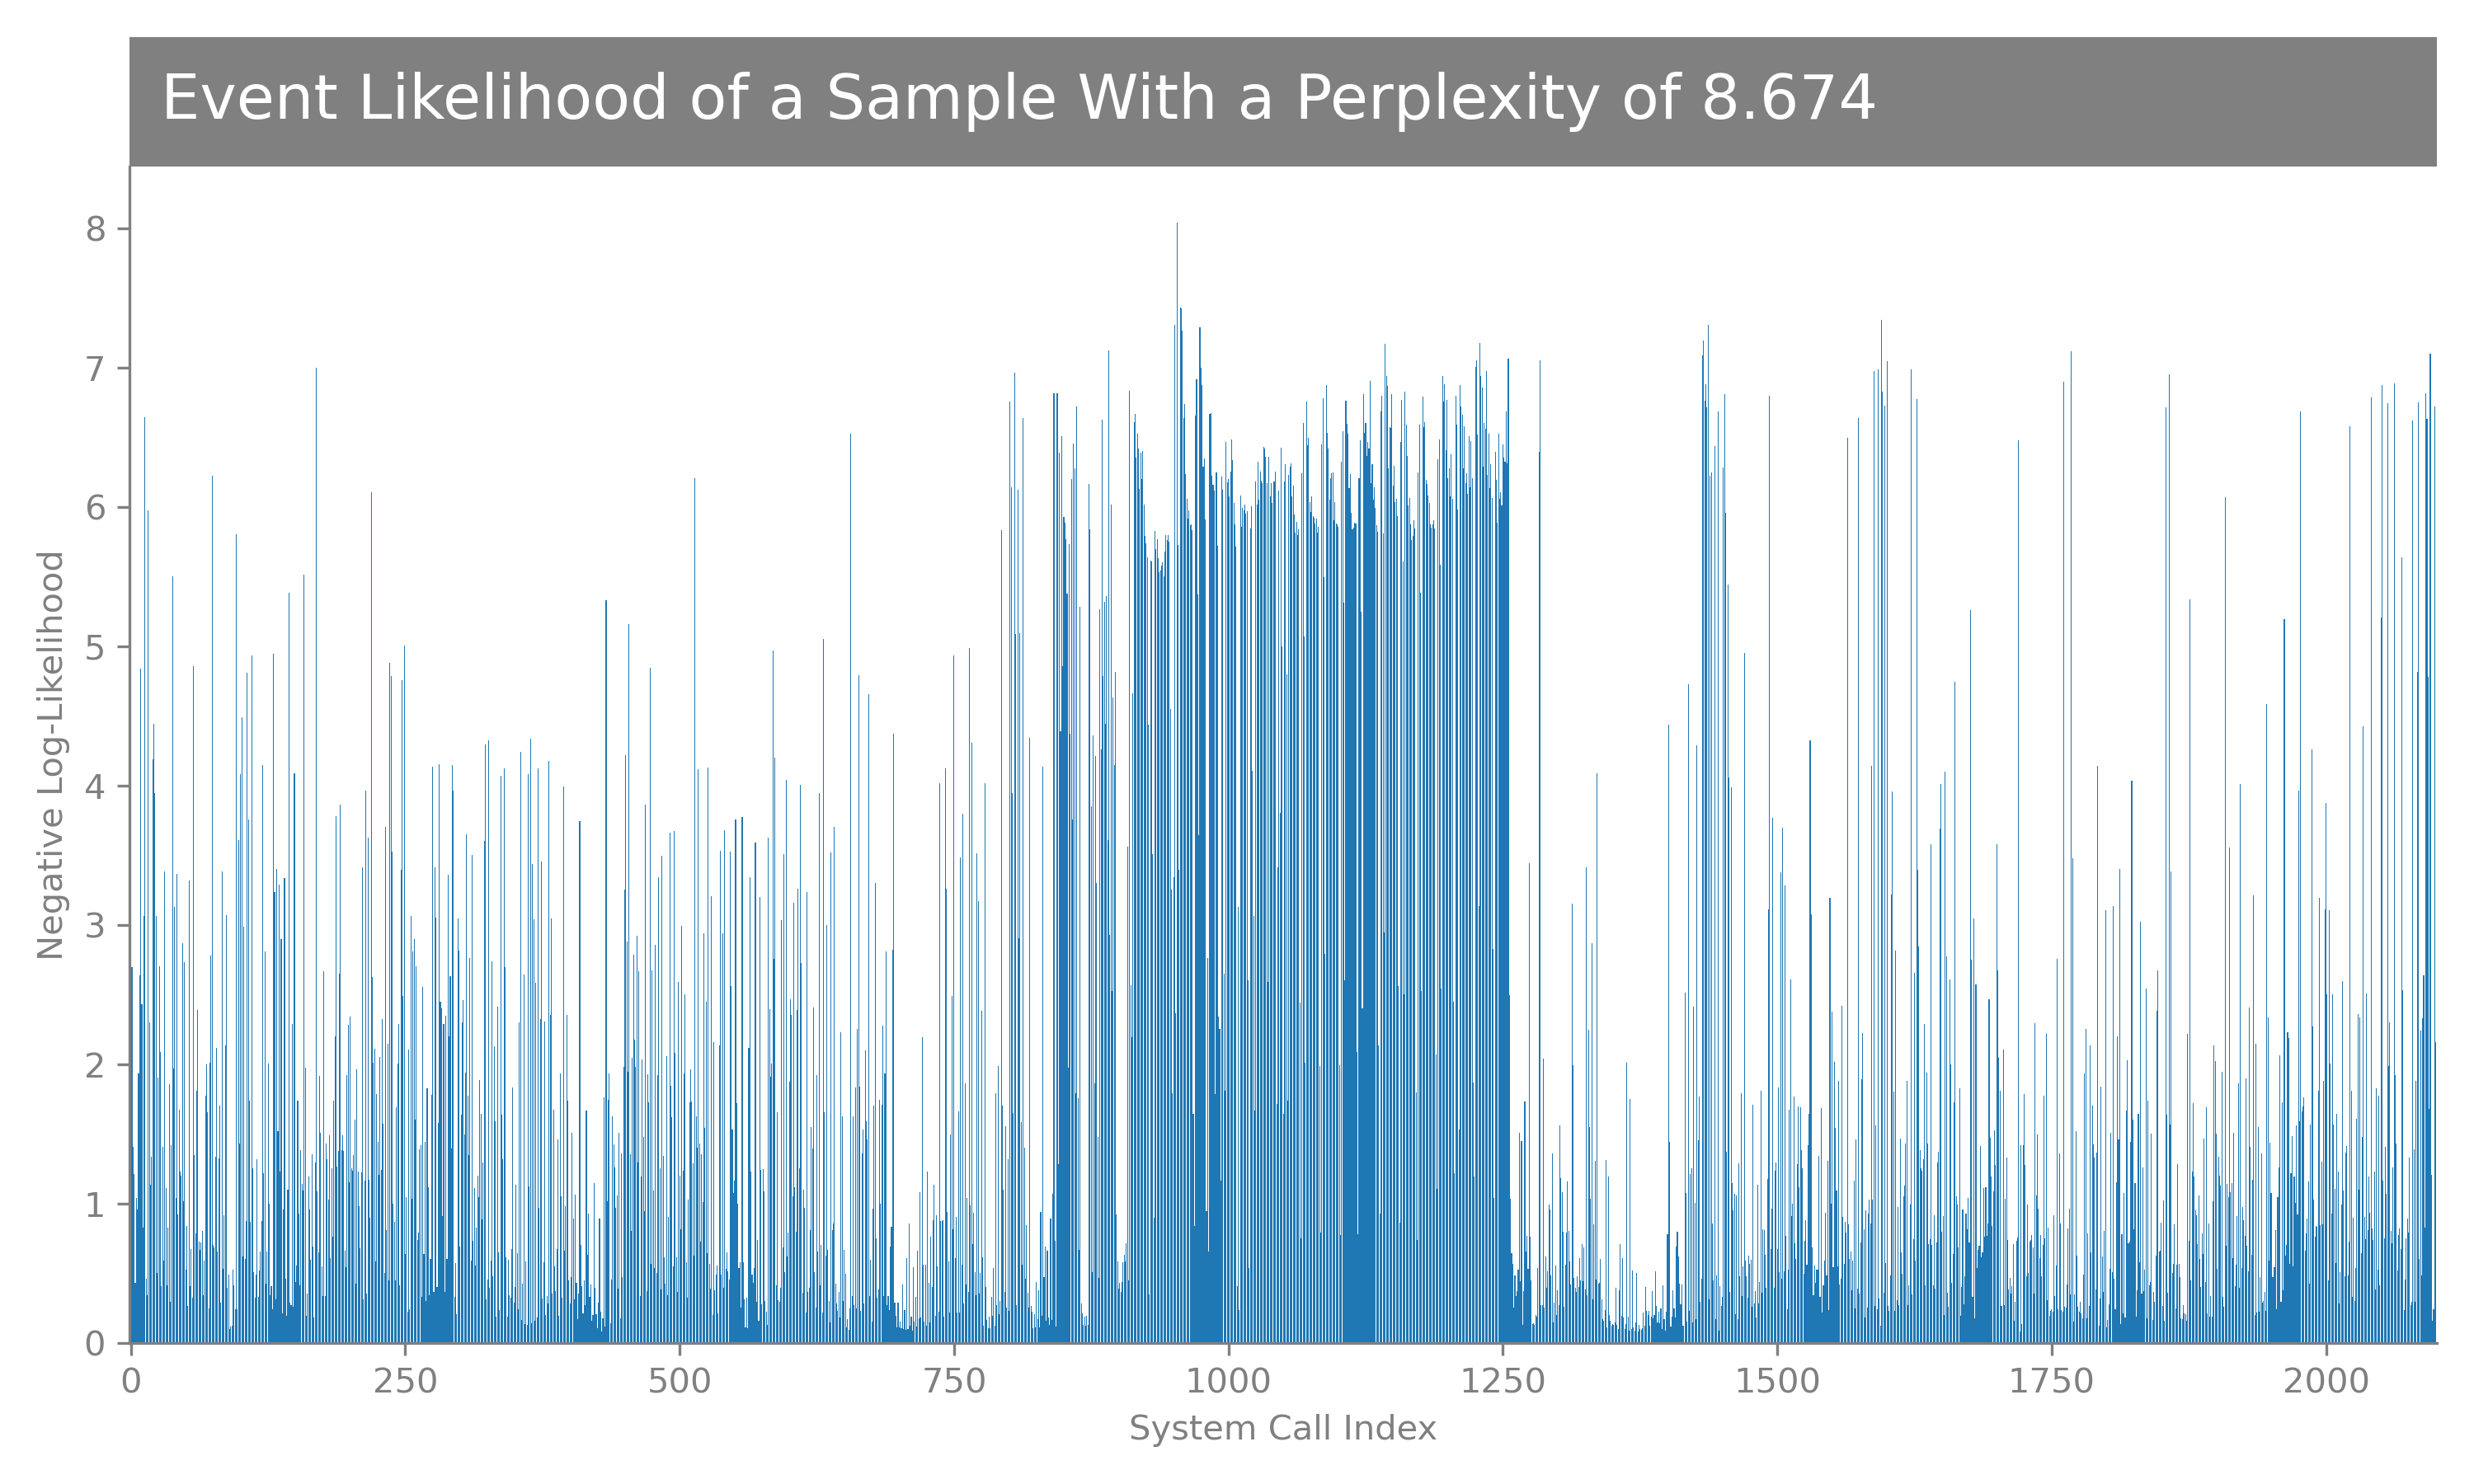 Event Likelihood of a Sample With a Perplexity of 8.674
8
7
6
5
4
3
2
1
0
Negative Log-Likelihood
0 250 500 750 1000 1250 1500 1750 2000
System Call Index